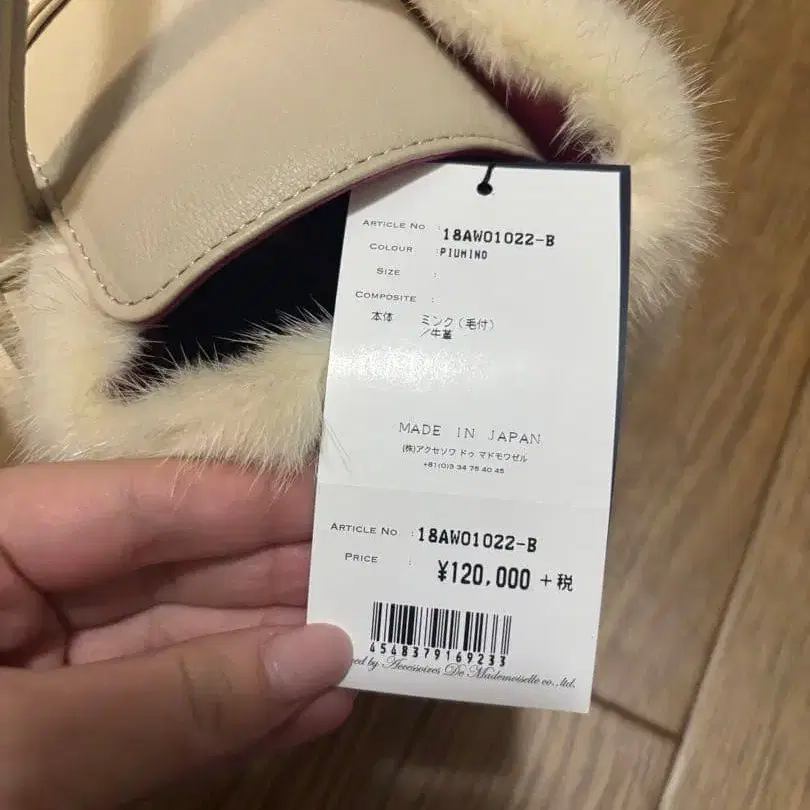 ARTICLE NO : 18AW01022-B
COLOUR : PIUMINO
SIZE :
COMPOSITE :
本体 ミンク(毛付)
/牛革
MADE IN JAPAN
(株)アクセソワ ドゥ マドモワゼル
+81(0)3 34 75 40 45
ARTICLE NO : 18AW01022-B
PRICE : ¥120,000 +税
4548379169233
by Accessoires De Mademoiselle co.,ltd.